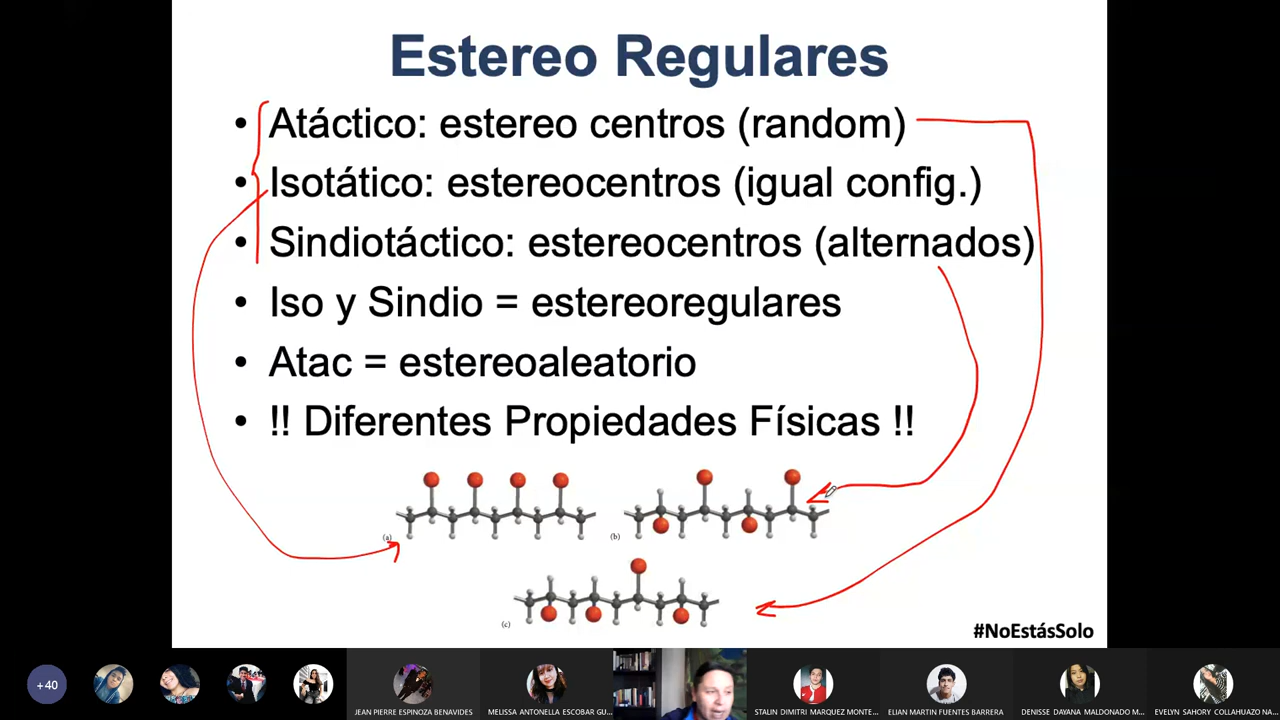 Estereo Regulares
• Atáctico: estereo centros (random)
• Isotático: estereocentros (igual config.)
• Sindiotáctico: estereocentros (alternados)
• Iso y Sindio = estereoregulares
• Atac = estereoaleatorio
• !! Diferentes Propiedades Físicas !!
(a)
(b)
(c)
#NoEstásSolo
+40
JEAN PIERRE ESPINOZA BENAVIDES
MELISSA ANTONELLA ESCOBAR GU...
STALIN DIMITRI MARQUEZ MONTE...
ELIAN MARTIN FUENTES BARRERA
DENISSE DAYANA MALDONADO M...
EVELYN SAHORY COLLAHUAZO NA...